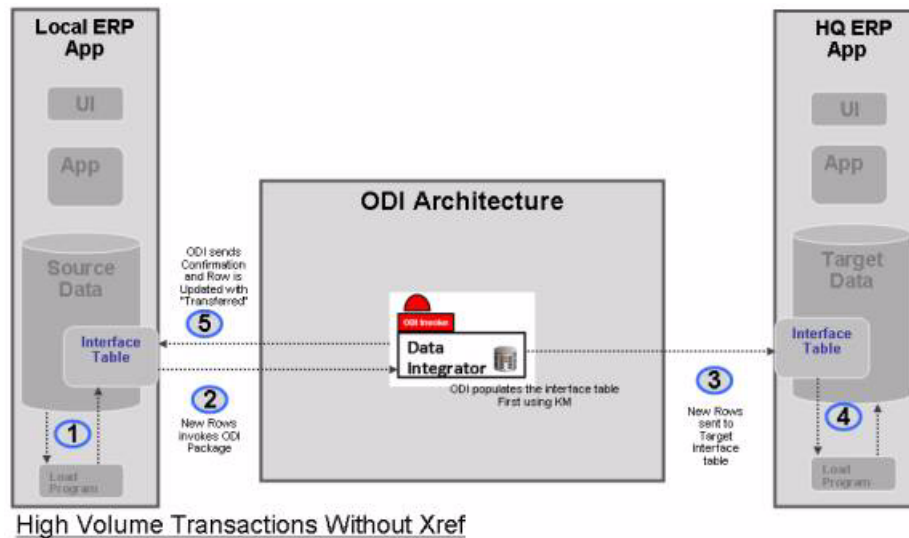 Local ERP
App
UI
App
Source
Data
Interface
Table
1
Load
Program
ODI sends
Confirmation
and Row is
Updated with
"Transferred"
5
2
New Rows
invokes ODI
Package
ODI Architecture
ODI Invoker
Data
Integrator
ODI populates the interface table
First using KM
3
New Rows
sent to
Target
Interface
table
HQ ERP
App
UI
App
Target
Data
Interface
Table
4
Load
Program
High Volume Transactions Without Xref